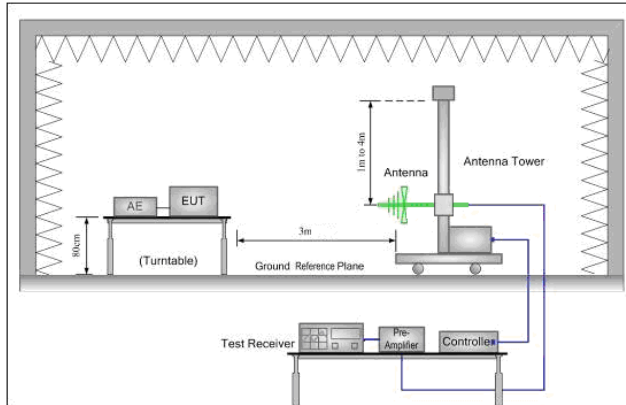 1m to 4m
Antenna
Antenna Tower
AE
EUT
80cm
(Turntable)
3m
Ground Reference Plane
Test Receiver
Pre-
Amplifier
Controlle